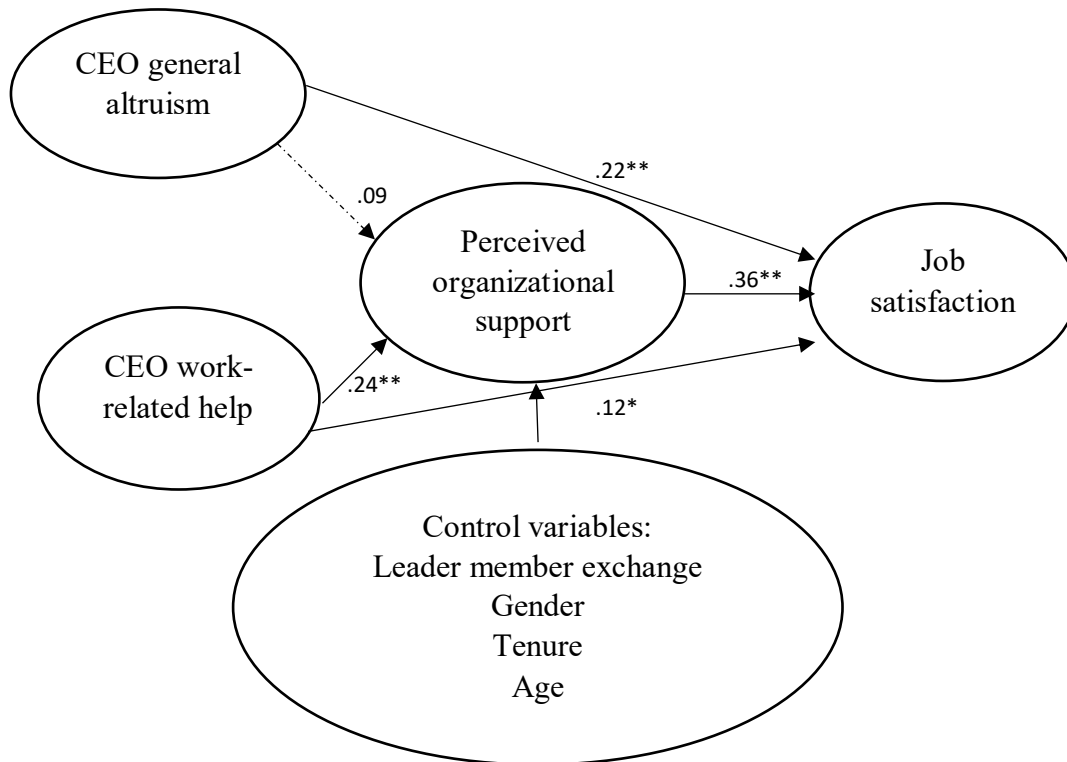 CEO general
altruism
.22**
.09
Perceived
organizational
support
.36**
Job
satisfaction
CEO work-
related help
.24**
.12*
Control variables:
Leader member exchange
Gender
Tenure
Age